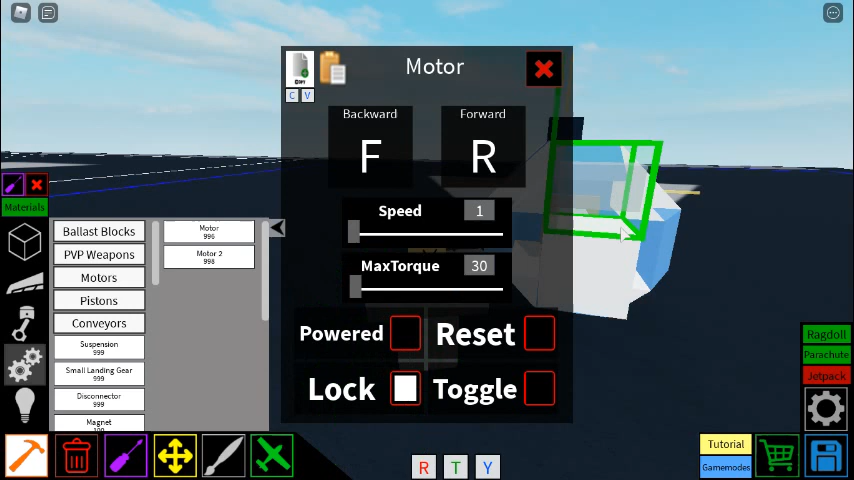 Motor
COPY
C V
Backward
F
Forward
R
Speed 1
MaxTorque 30
Powered
Reset
Lock
Toggle
Materials
Ballast Blocks
PVP Weapons
Motors
Pistons
Conveyors
Suspension
999
Small Landing Gear
999
Disconnector
999
Magnet
Motor
996
Motor 2
998
Ragdoll
Parachute
Jetpack
Tutorial
Gamemodes
R T Y